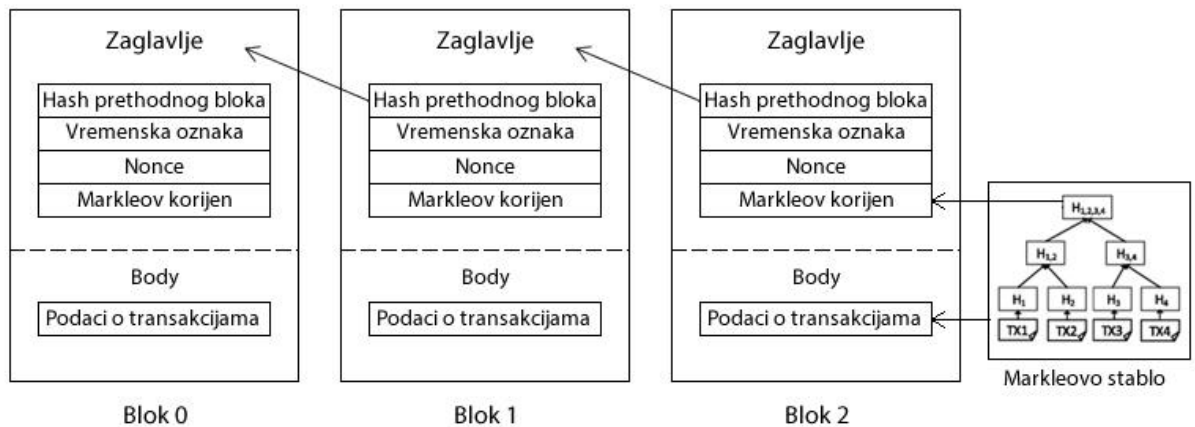 Zaglavlje
Hash prethodnog bloka
Vremenska oznaka
Nonce
Markleov korijen
Body
Podaci o transakcijama
Blok 0
Zaglavlje
Hash prethodnog bloka
Vremenska oznaka
Nonce
Markleov korijen
Body
Podaci o transakcijama
Blok 1
Zaglavlje
Hash prethodnog bloka
Vremenska oznaka
Nonce
Markleov korijen
Body
Podaci o transakcijama
Blok 2
H1,2,3,4
H1,2 H3,4
H1 H2 H3 H4
TX1 TX2 TX3 TX4
Markleovo stablo